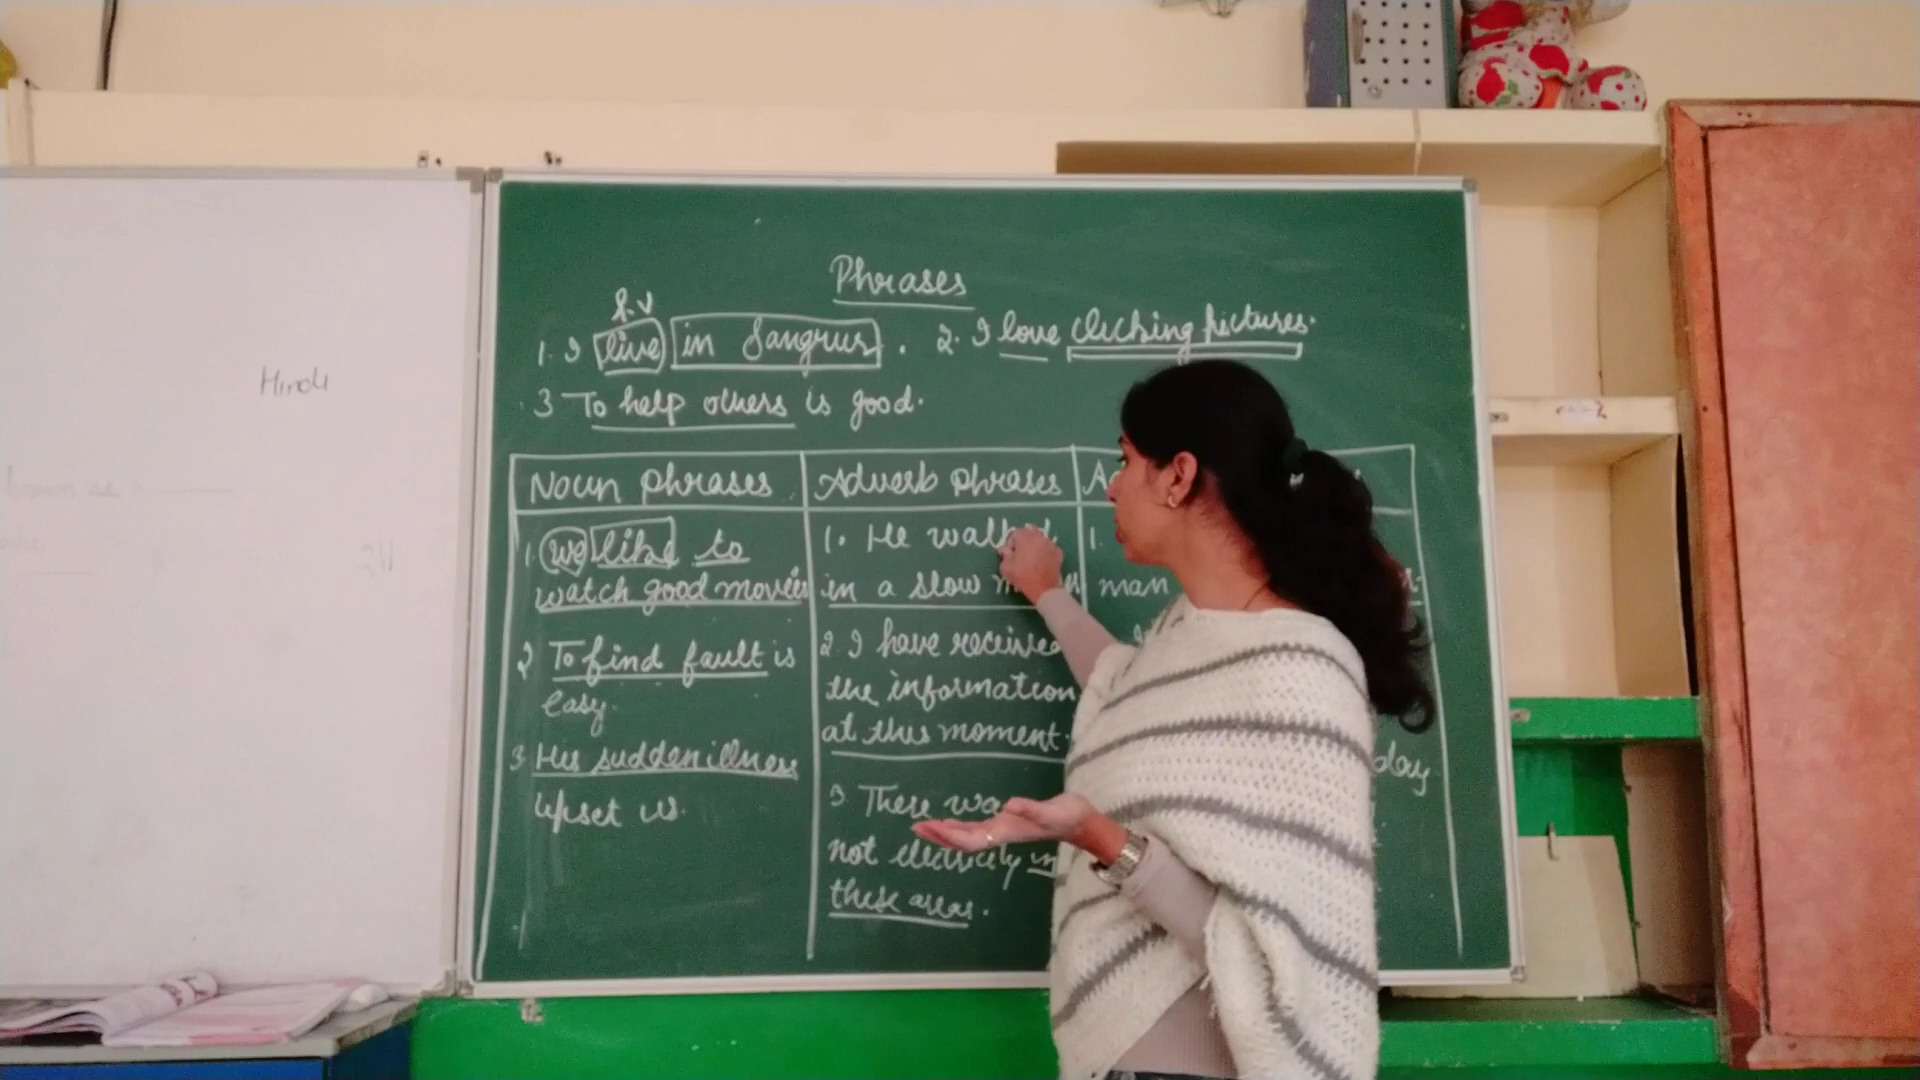 Hindi
Phrases
f.v
1. I live in Sangrur. 2. I love clicking pictures.
3 To help others is good.
Noun phrases
1. we like to
watch good movies
2 To find fault is
easy.
3. His sudden illness
upset us.
Adverb phrases
1. He walked
in a slow
2 I have received
the information
at this moment.
3 There was
not electricity in
these areas.
1.
man
day